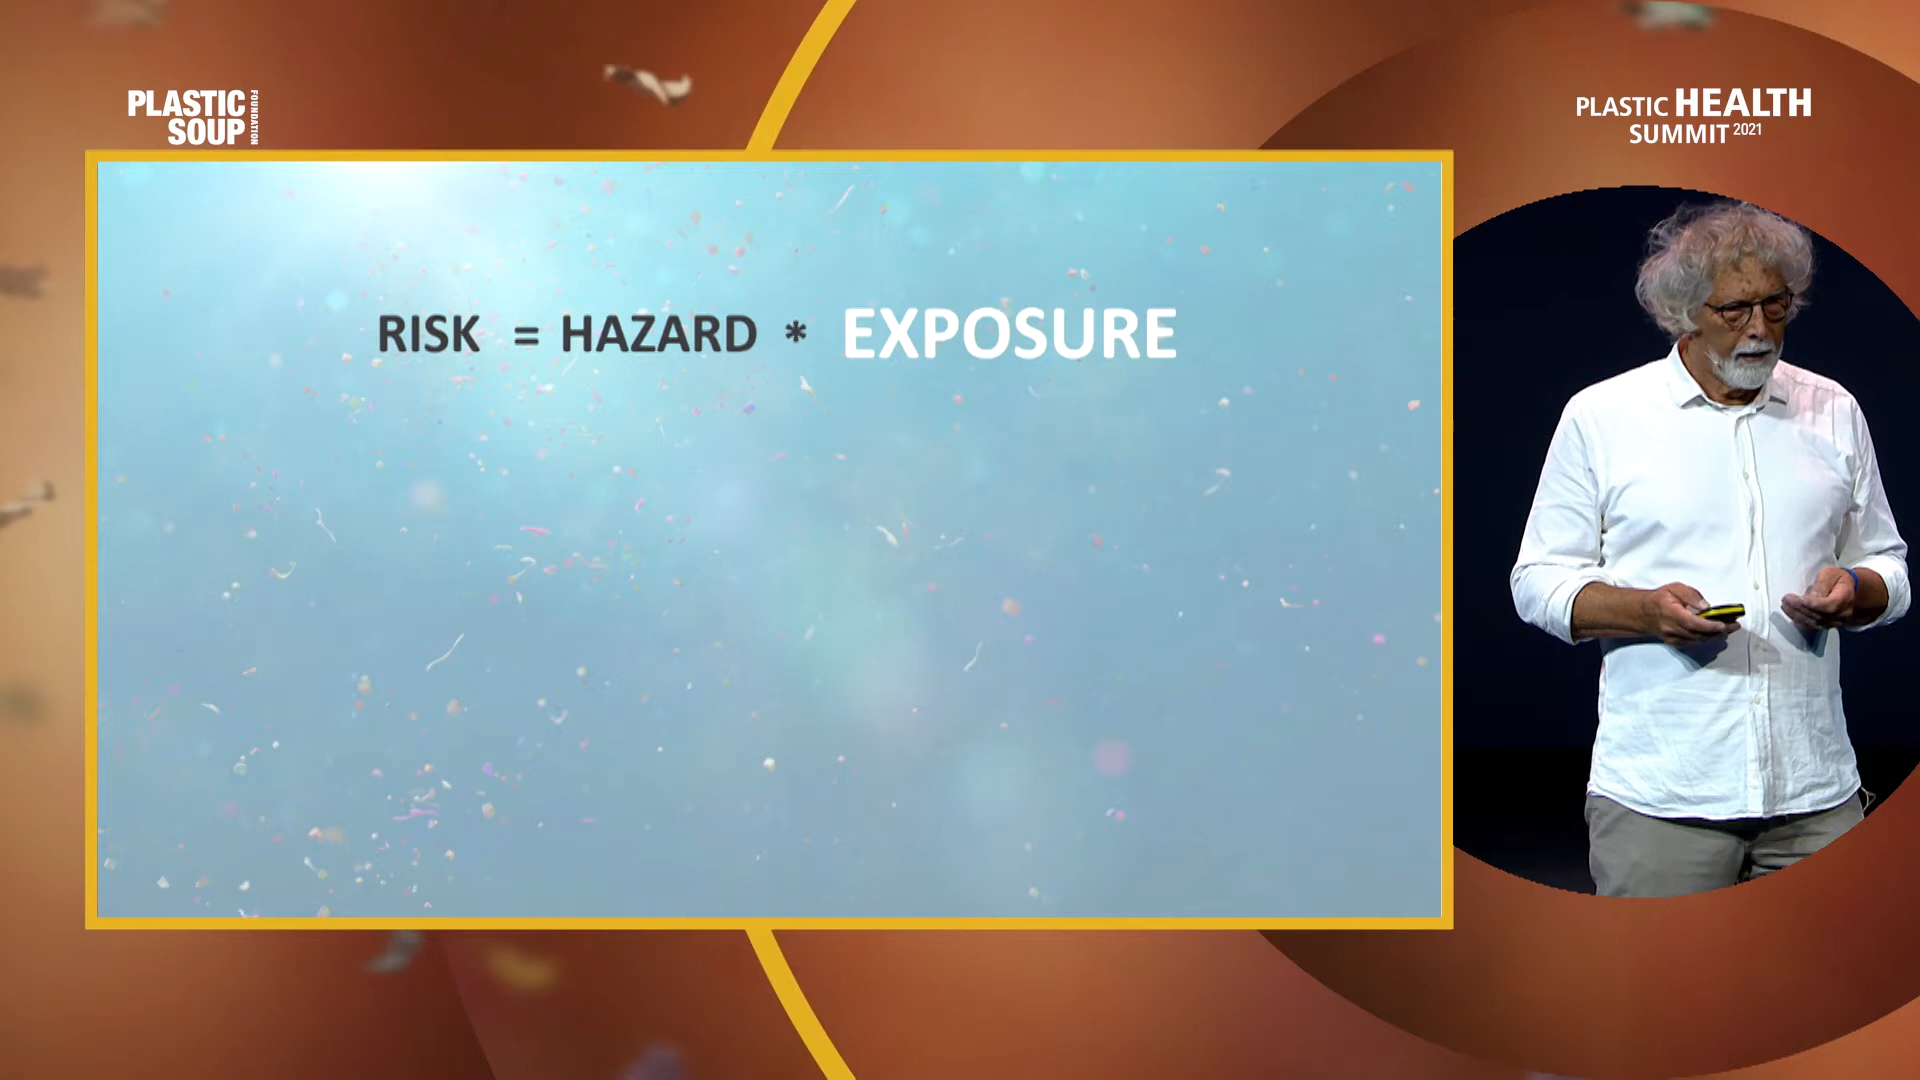 PLASTIC
SOUP
FOUNDATION
PLASTIC HEALTH
SUMMIT 2021
RISK = HAZARD * EXPOSURE